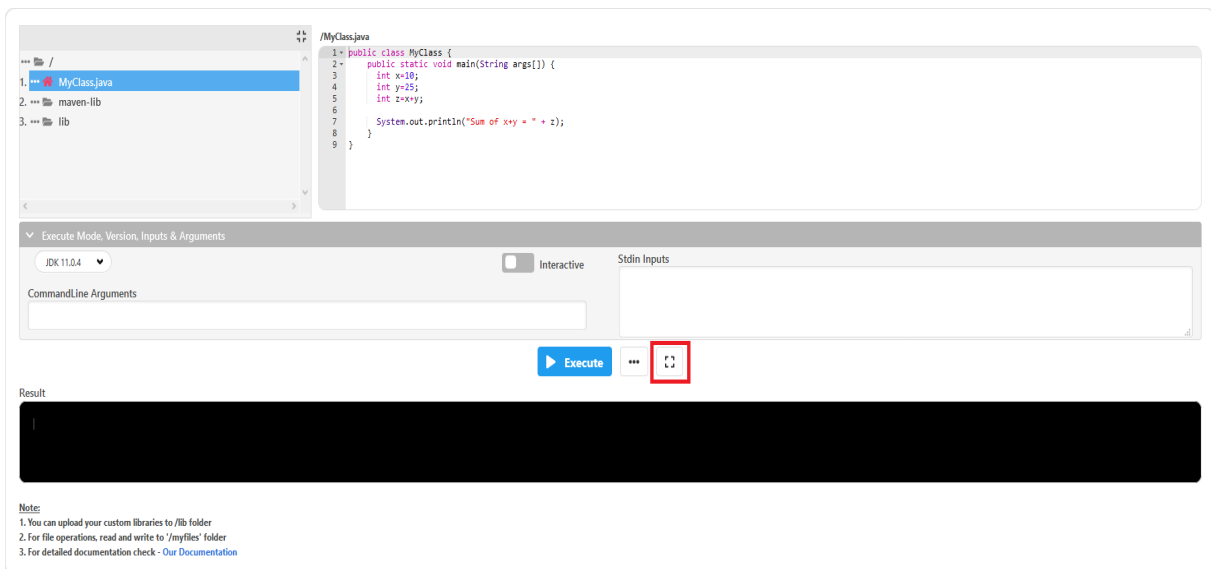 /MyClass.java
... /
1. ... MyClass.java
2. ... maven-lib
3. ... lib
1 public class MyClass {
2 public static void main(String args[]) {
3 int x=10;
4 int y=25;
5 int z=x+y;
6
7 System.out.println("Sum of x+y = " + z);
8 }
9 }
Execute Mode, Version, Inputs & Arguments
JDK 11.0.4
Interactive
Stdin Inputs
CommandLine Arguments
Execute
...
Result
Note:
1. You can upload your custom libraries to /lib folder
2. For file operations, read and write to '/myfiles' folder
3. For detailed documentation check - Our Documentation